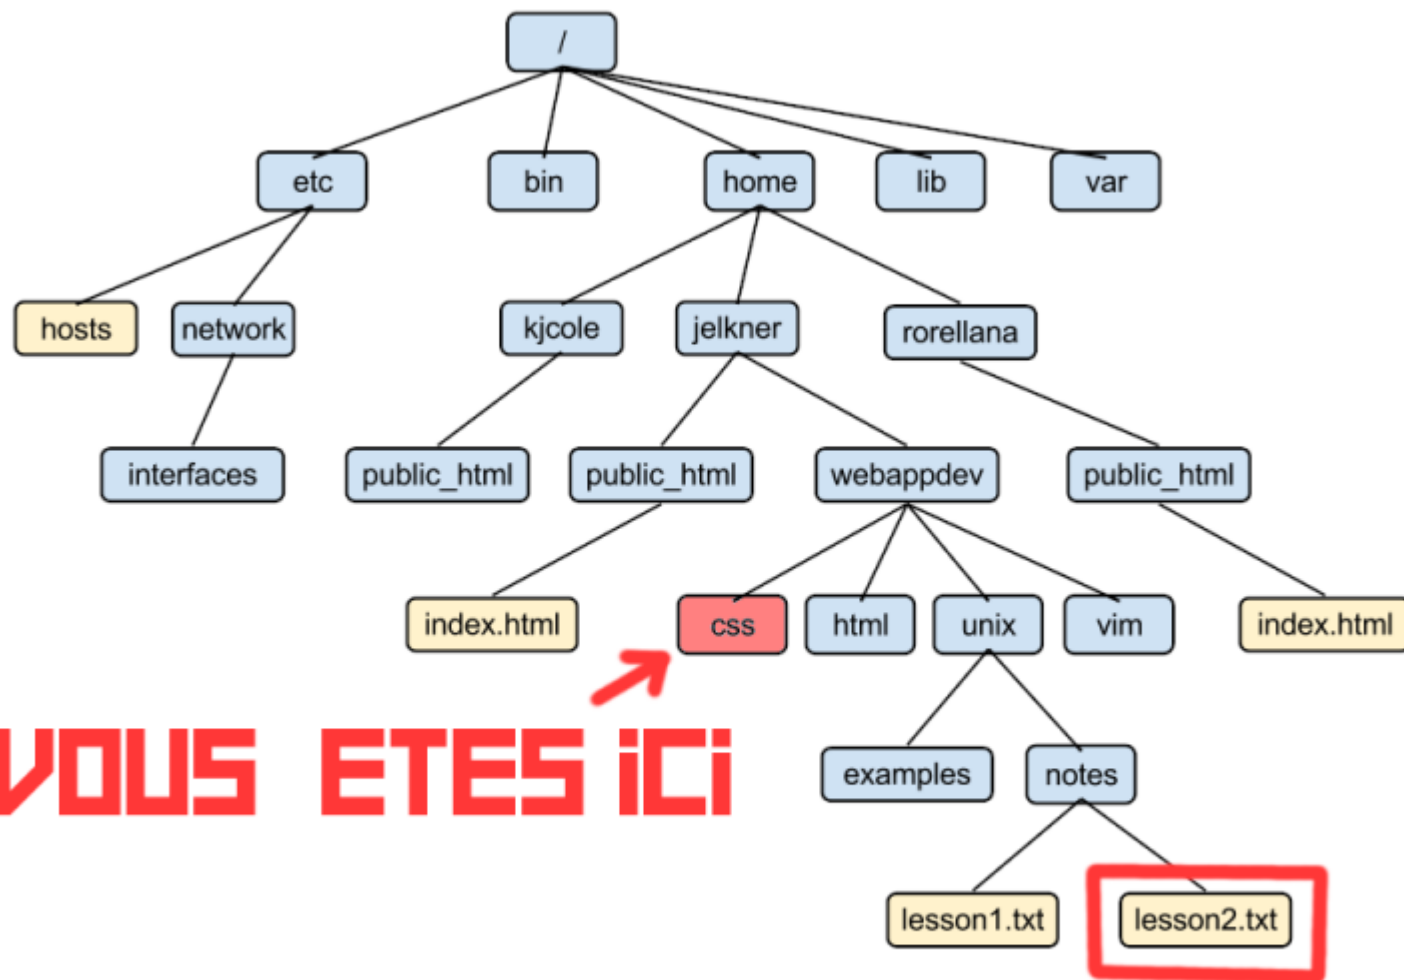 /
etc bin home lib var
hosts network kjcole jelkner rorellana
interfaces public_html public_html webappdev public_html
index.html css html unix vim index.html
VOUS ETES iCi
examples notes
lesson1.txt lesson2.txt